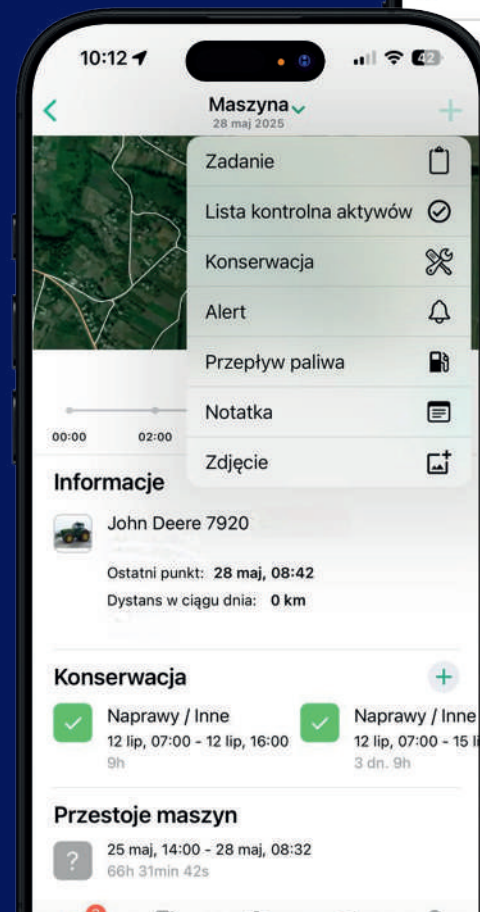 10:12
42
Maszyna
28 maj 2025
Zadanie
Lista kontrolna aktywów
Konserwacja
Alert
Przepływ paliwa
Notatka
Zdjęcie
00:00 02:00
Informacje
John Deere 7920
Ostatni punkt: 28 maj, 08:42
Dystans w ciągu dnia: 0 km
Konserwacja
Naprawy / Inne Naprawy / Inne
12 lip, 07:00 - 12 lip, 16:00 12 lip, 07:00 - 15 li
9h 3 dn. 9h
Przestoje maszyn
25 maj, 14:00 - 28 maj, 08:32
66h 31min 42s